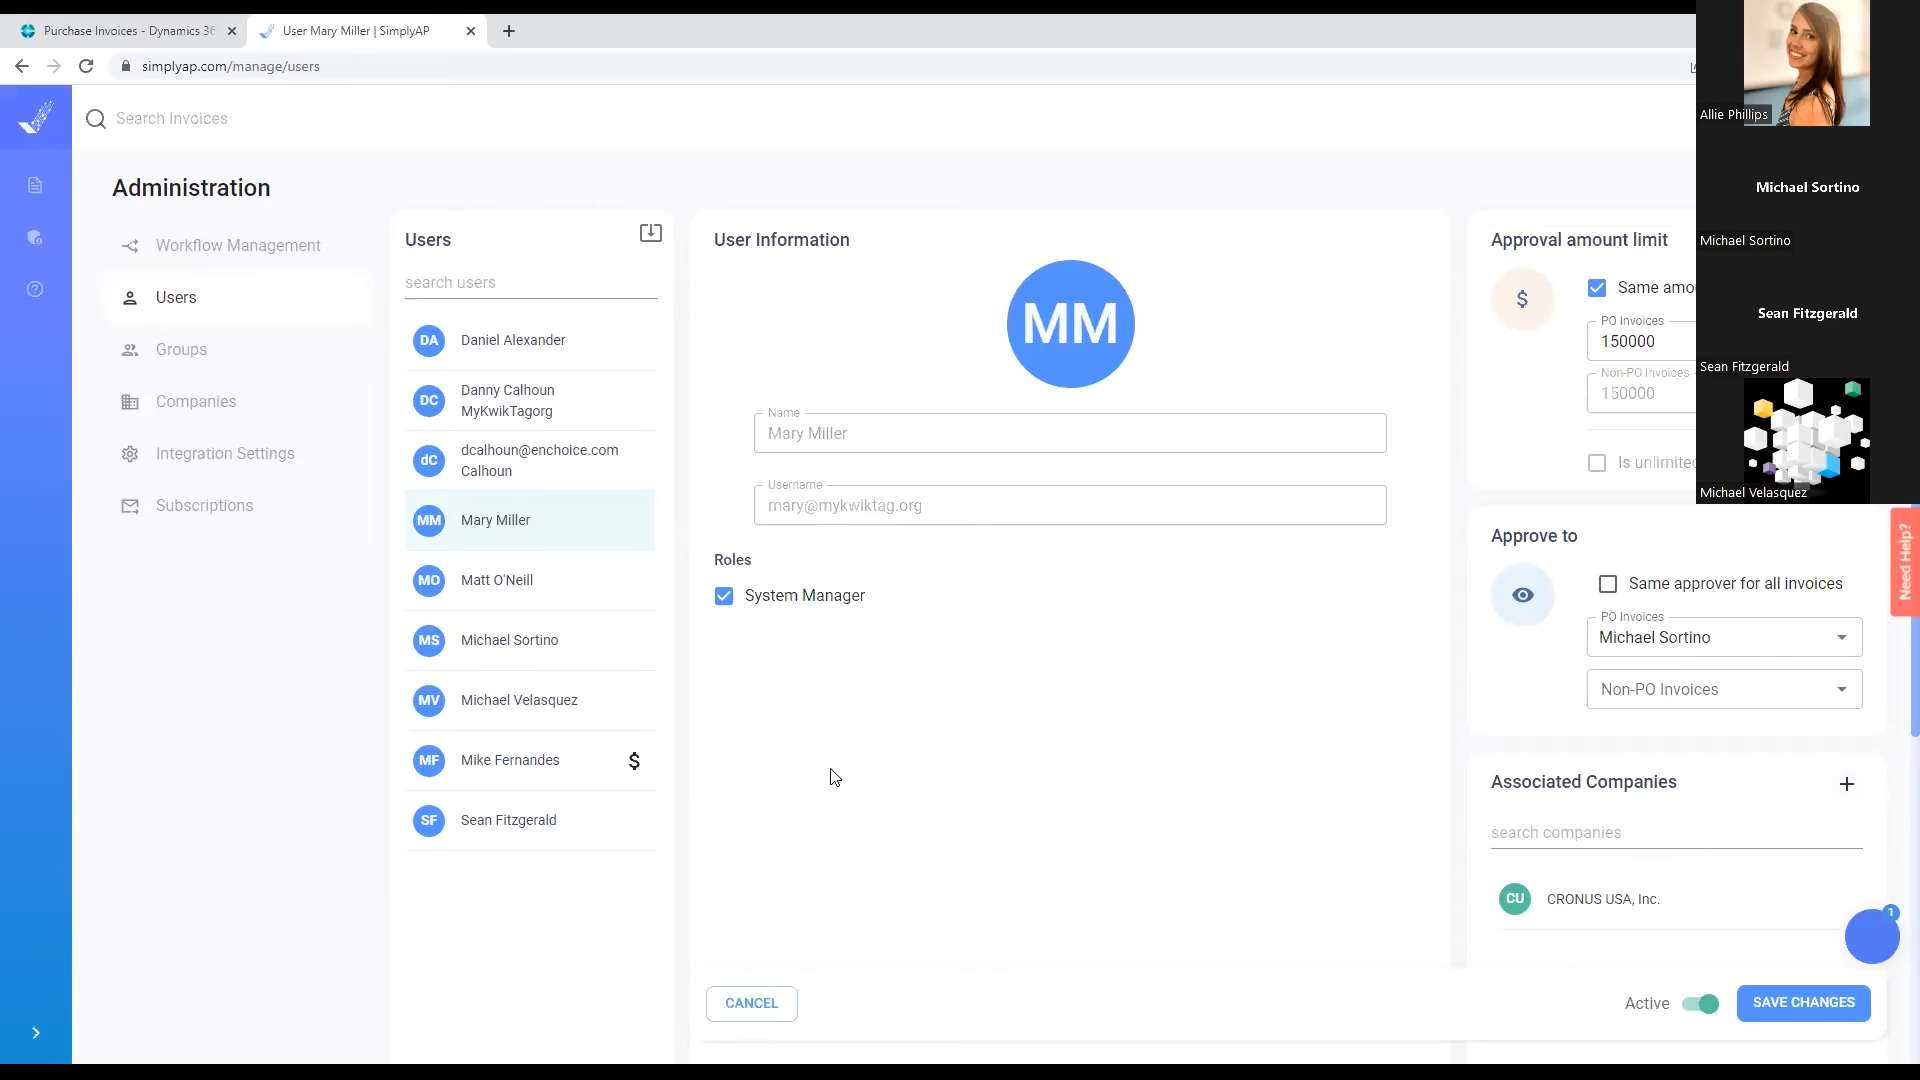 Purchase Invoices - Dynamics 36
User Mary Miller | SimplyAP
simplyap.com/manage/users
Search Invoices
Administration
Workflow Management
Users
Groups
Companies
Integration Settings
Subscriptions
Users
search users
DA Daniel Alexander
DC Danny Calhoun
MyKwikTagorg
dC dcalhoun@enchoice.com
Calhoun
MM Mary Miller
MO Matt O'Neill
MS Michael Sortino
MV Michael Velasquez
MF Mike Fernandes $
SF Sean Fitzgerald
User Information
MM
Name
Mary Miller
Username
mary@mykwiktag.org
Roles
System Manager
CANCEL
Approval amount limit
$
Same amo
PO Invoices
150000
Non-PO Invoices
150000
Is unlimited
Approve to
Same approver for all invoices
PO Invoices
Michael Sortino
Non-PO Invoices
Associated Companies
search companies
CU CRONUS USA, Inc.
1
Active
SAVE CHANGES
Need Help?
Allie Phillips
Michael Sortino
Michael Sortino
Sean Fitzgerald
Sean Fitzgerald
Michael Velasquez